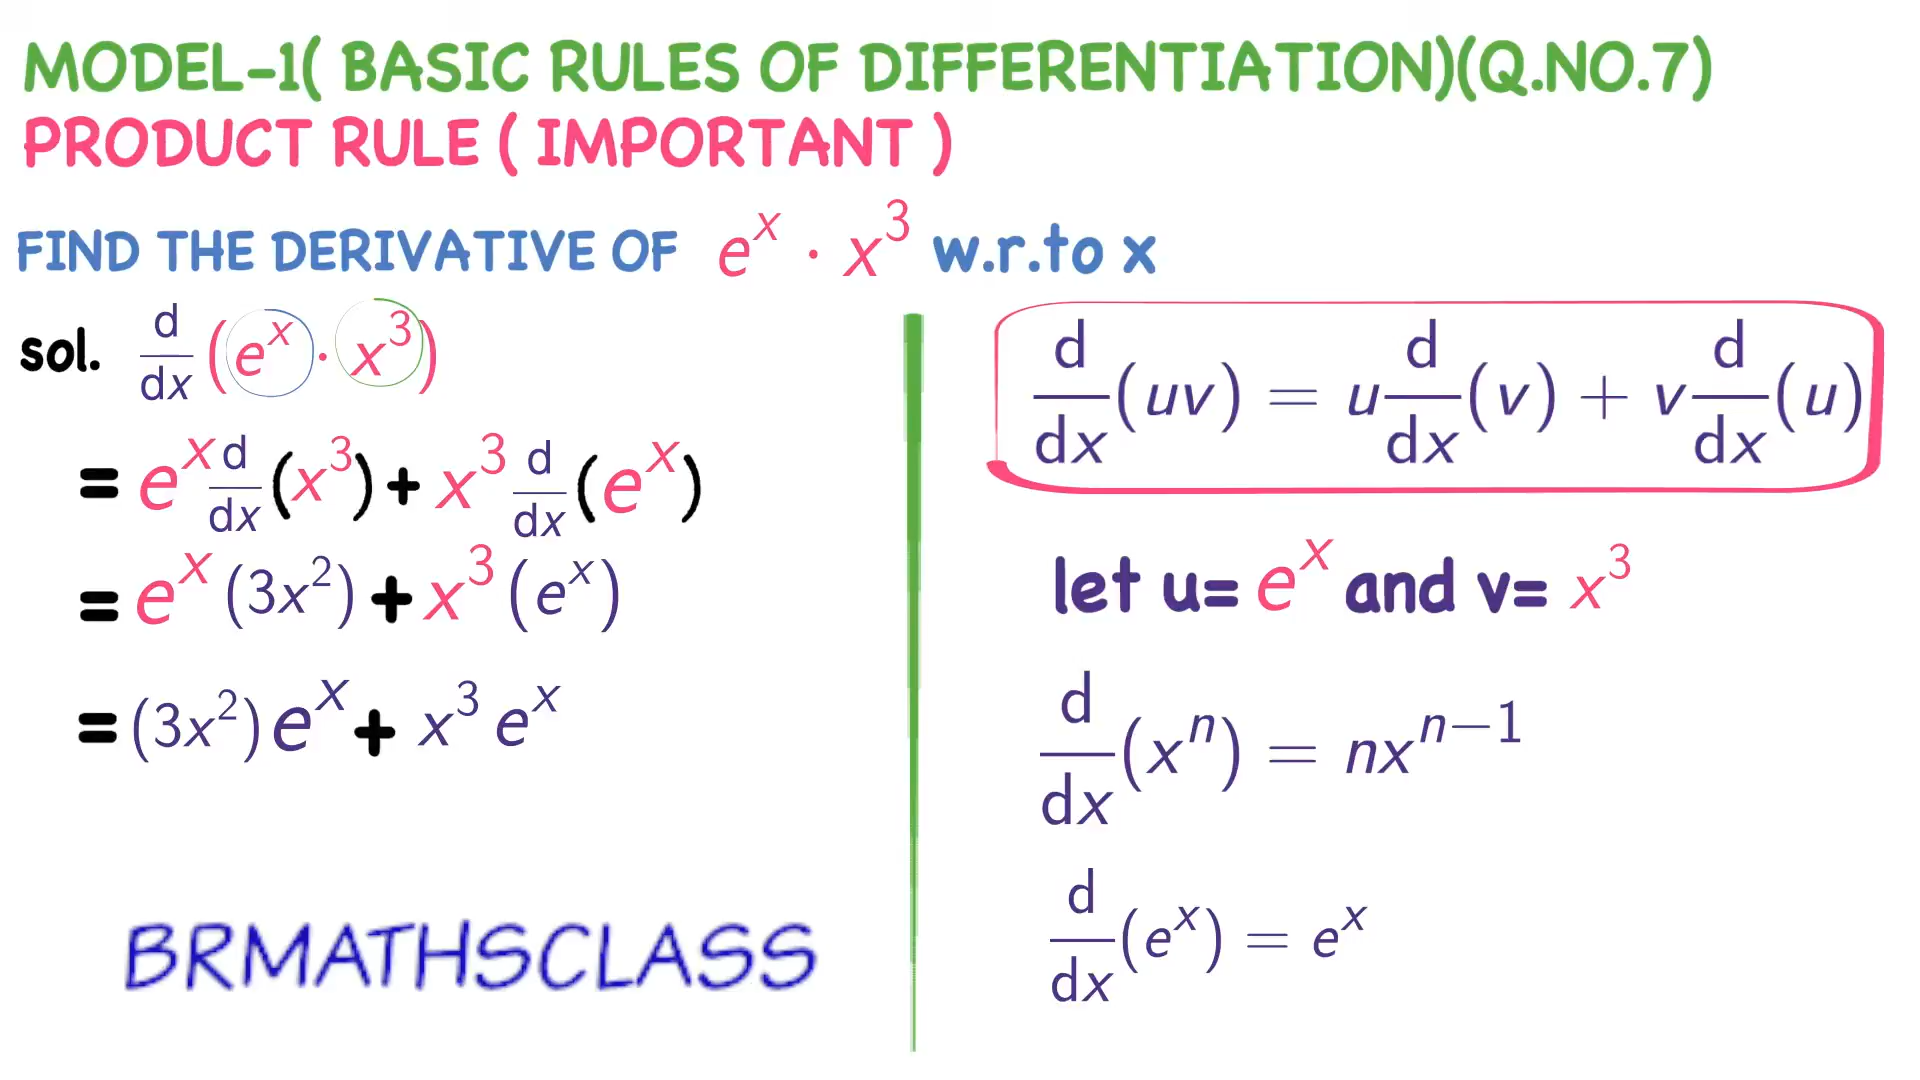 MODEL-1( BASIC RULES OF DIFFERENTIATION)(Q.NO.7)
PRODUCT RULE ( IMPORTANT )
FIND THE DERIVATIVE OF e^x · x^3 w.r.to x
sol. d/dx (e^x · x^3)
= e^x d/dx (x^3) + x^3 d/dx (e^x)
= e^x (3x^2) + x^3 (e^x)
= (3x^2) e^x + x^3 e^x
BRMATHSCLASS
d/dx (uv) = u d/dx (v) + v d/dx (u)
let u= e^x and v= x^3
d/dx (x^n) = nx^(n−1)
d/dx (e^x) = e^x